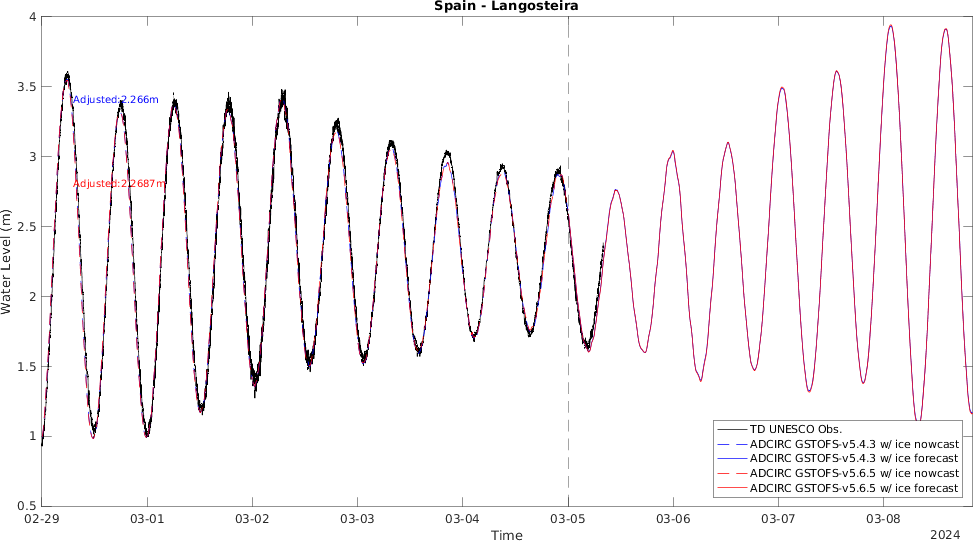 Spain - Langosteira
4
3.5
3
2.5
2
1.5
1
0.5
Water Level (m)
Adjusted:2.266m
Adjusted:2.2687m
TD UNESCO Obs.
ADCIRC GSTOFS-v5.4.3 w/ ice nowcast
ADCIRC GSTOFS-v5.4.3 w/ ice forecast
ADCIRC GSTOFS-v5.6.5 w/ ice nowcast
ADCIRC GSTOFS-v5.6.5 w/ ice forecast
02-29 03-01 03-02 03-03 03-04 03-05 03-06 03-07 03-08
Time
2024